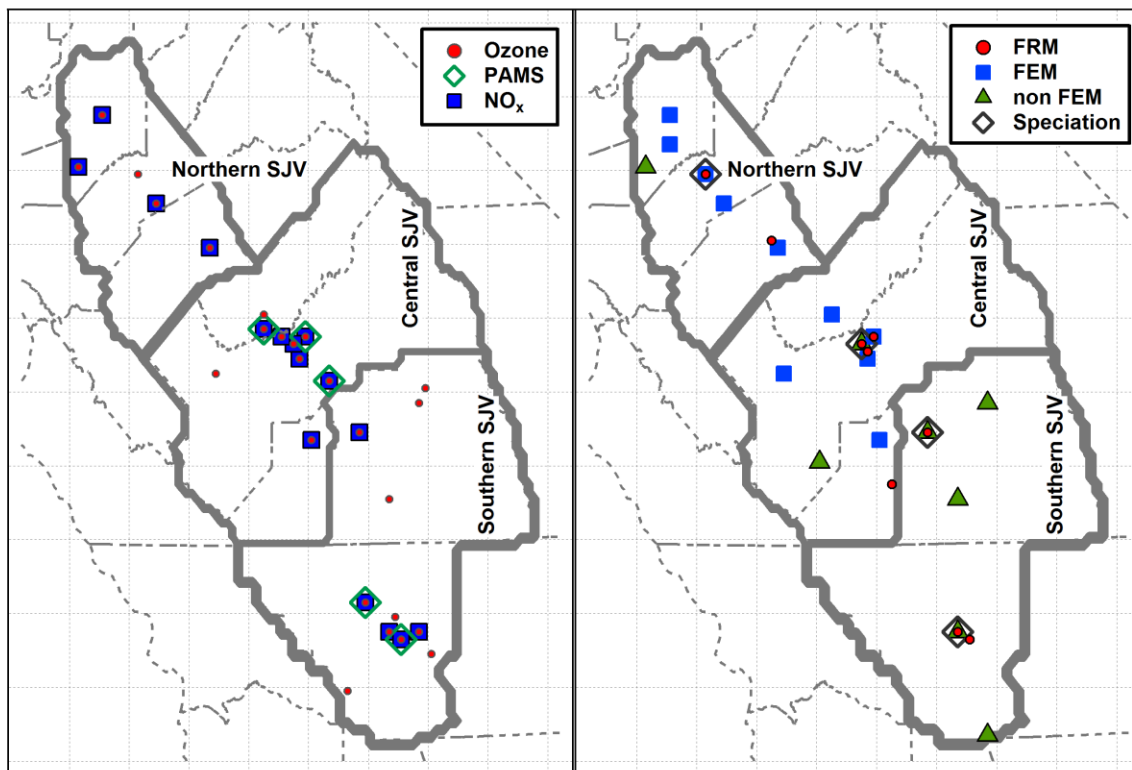 Ozone
PAMS
NOx
Northern SJV
Central SJV
Southern SJV
FRM
FEM
non FEM
Speciation
Northern SJV
Central SJV
Southern SJV